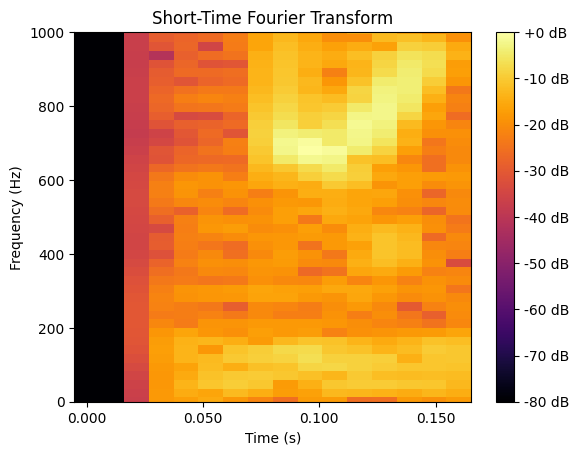 Short-Time Fourier Transform
1000
800
600
400
200
0
Frequency (Hz)
0.000
0.050
0.100
0.150
Time (s)
+0 dB
-10 dB
-20 dB
-30 dB
-40 dB
-50 dB
-60 dB
-70 dB
-80 dB